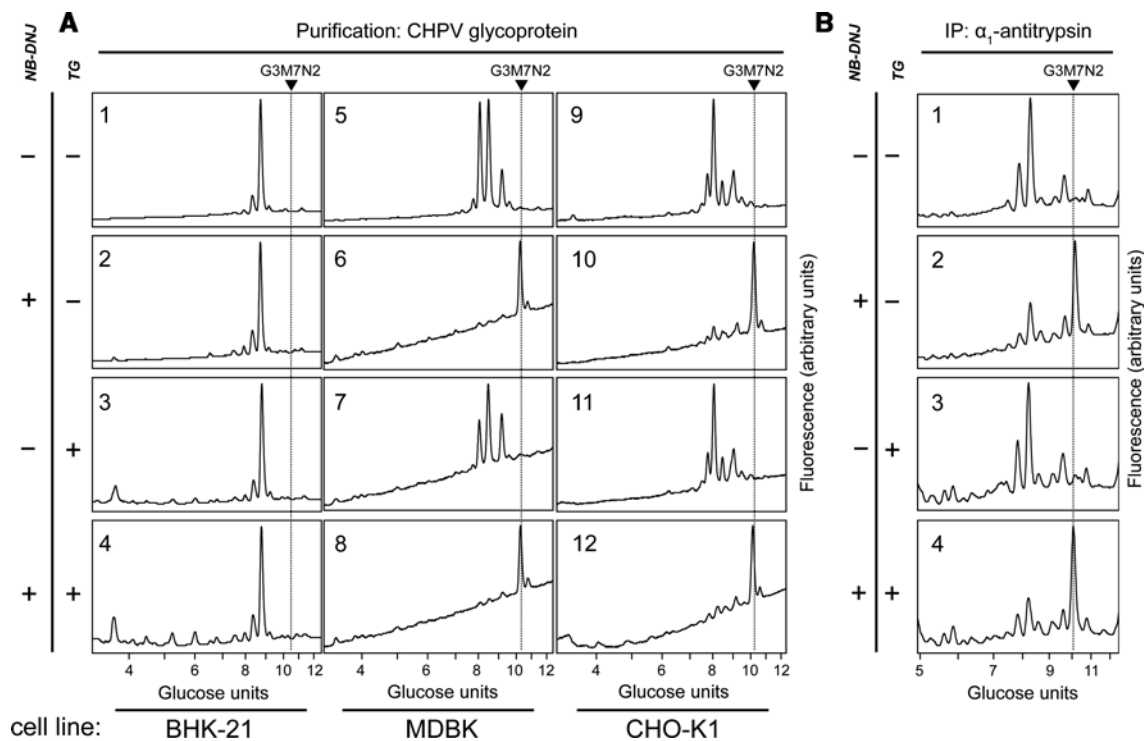 A
Purification: CHPV glycoprotein
B
IP: α₁-antitrypsin
NB-DNJ
TG
G3M7N2
G3M7N2
G3M7N2
NB-DNJ
TG
G3M7N2
− −
1
5
9
− −
1
+ −
2
6
10
+ −
2
− +
3
7
11
− +
3
+ +
4
8
12
+ +
4
Fluorescence (arbitrary units)
Fluorescence (arbitrary units)
4 6 8 10 12
4 6 8 10 12
4 6 8 10 12
5 7 9 11
Glucose units
Glucose units
Glucose units
Glucose units
cell line:
BHK-21
MDBK
CHO-K1